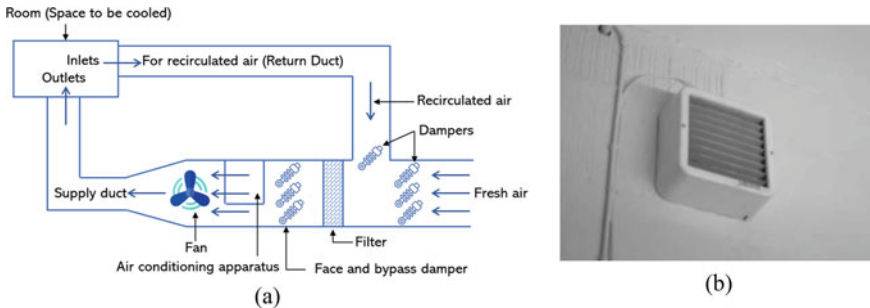 Room (Space to be cooled)
Inlets
For recirculated air (Return Duct)
Outlets
Recirculated air
Dampers
Supply duct
Fresh air
Fan
Filter
Air conditioning apparatus
Face and bypass damper
(a)
(b)